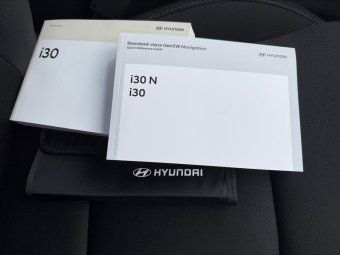 HYUNDAI
i30
HYUNDAI
Standard-class Gen5W Navigation
Quick Reference Guide
i30 N
i30
HYUNDAI